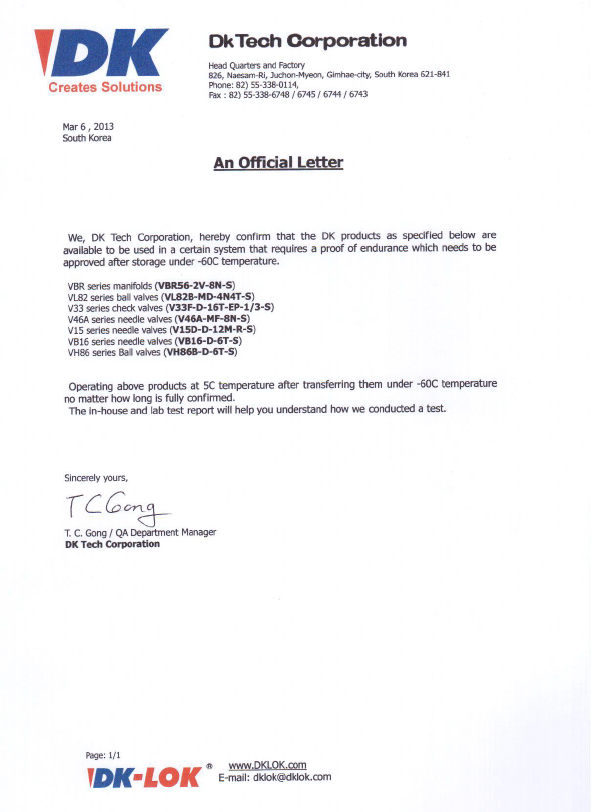 DK
Creates Solutions
DkTech Corporation
Head Quarters and Factory
826, Naesam-Ri, Juchon-Myeon, Gimhae-city, South Korea 621-841
Phone: 82) 55-338-0114,
Fax : 82) 55-338-6748 / 6745 / 6744 / 6743
Mar 6 , 2013
South Korea
An Official Letter
We, DK Tech Corporation, hereby confirm that the DK products as specified below are
available to be used in a certain system that requires a proof of endurance which needs to be
approved after storage under -60C temperature.
VBR series manifolds (VBR56-2V-8N-S)
VL82 series ball valves (VL82B-MD-4N4T-S)
V33 series check valves (V33F-D-16T-EP-1/3-S)
V46A series needle valves (V46A-MF-8N-S)
V15 series needle valves (V15D-D-12M-R-S)
VB16 series needle valves (VB16-D-6T-S)
VH86 series Ball valves (VH86B-D-6T-S)
Operating above products at 5C temperature after transferring them under -60C temperature
no matter how long is fully confirmed.
The in-house and lab test report will help you understand how we conducted a test.
Sincerely yours,
T C Gong
T. C. Gong / QA Department Manager
DK Tech Corporation
Page: 1/1
DK-LOK ®
www.DKLOK.com
E-mail: dklok@dklok.com